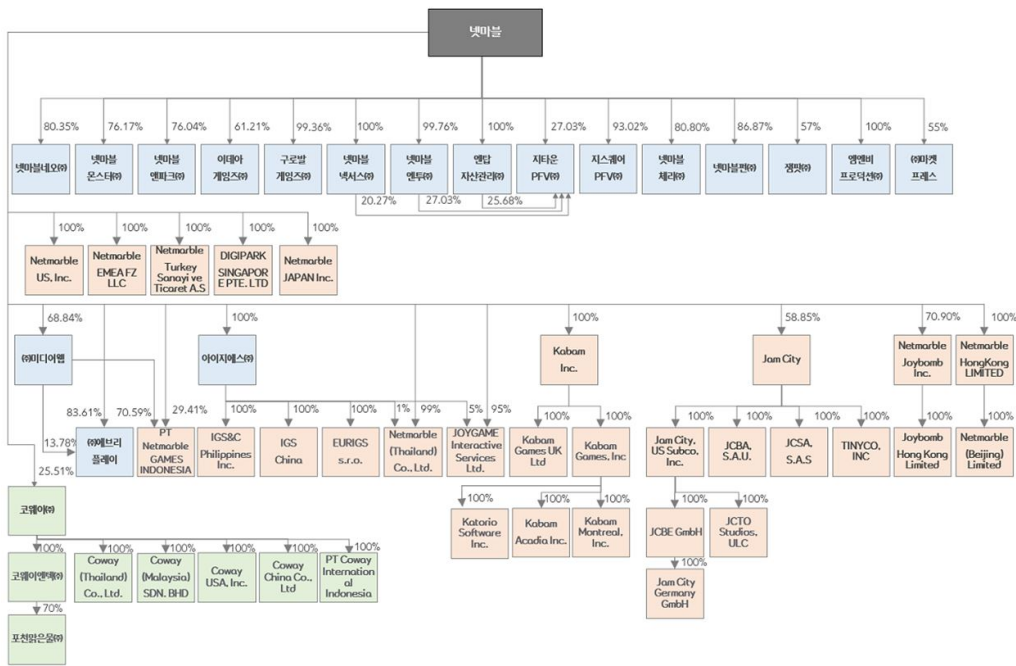 넷마블
80.35%
76.17%
76.04%
61.21%
99.36%
100%
99.76%
100%
27.03%
93.02%
80.80%
86.87%
57%
100%
55%
넷마블네오㈜
넷마블
몬스터㈜
넷마블
엔파크㈜
이데아
게임즈㈜
구로발
게임즈㈜
넷마블
넥서스㈜
넷마블
엔투㈜
앤탑
자산관리㈜
지타운
PFV㈜
지스퀘어
PFV㈜
넷마블
체리㈜
넷마블펀㈜
잼팟㈜
엠엔비
프로덕션㈜
㈜마켓
프레스
20.27%
27.03%
25.68%
100%
100%
100%
100%
100%
Netmarble
US, Inc.
Netmarble
EMEA FZ
LLC
Netmarble
Turkey
Sanayi ve
Ticaret A.S
DIGIPARK
SINGAPOR
E PTE. LTD
Netmarble
JAPAN Inc.
68.84%
100%
100%
58.85%
70.90%
100%
㈜미디어웹
아이지에스㈜
Kabam
Inc.
Jam City
Netmarble
Joybomb
Inc.
Netmarble
HongKong
LIMITED
83.61%
70.59%
29.41%
100%
100%
100%
1%
99%
5%
95%
100%
100%
100%
100%
100%
100%
100%
100%
13.78%
㈜에브리
플레이
PT
Netmarble
GAMES
INDONESIA
IGS&C
Philippines
Inc.
IGS
China
EURIGS
s.r.o.
Netmarble
(Thailand)
Co., Ltd.
JOYGAME
Interactive
Services
Ltd.
Kabam
Games UK
Ltd
Kabam
Games, Inc
Jam City,
US Subco,
Inc.
JCBA,
S.A.U.
JCSA,
S.A.S
TINYCO,
INC
Joybomb
Hong Kong
Limited
Netmarble
(Beijing)
Limited
25.51%
코웨이㈜
100%
100%
100%
100%
100%
Katorio
Software
Inc.
Kabam
Acadia Inc.
Kabam
Montreal,
Inc.
JCBE GmbH
JCTO
Studios,
ULC
100%
100%
100%
100%
100%
100%
100%
코웨이엔텍㈜
Coway
(Thailand)
Co., Ltd.
Coway
(Malaysia)
SDN. BHD
Coway
USA, Inc.
Coway
China Co.,
Ltd
PT Coway
Internation
al
Indonesia
Jam City
Germany
GmbH
70%
포천맑은물㈜